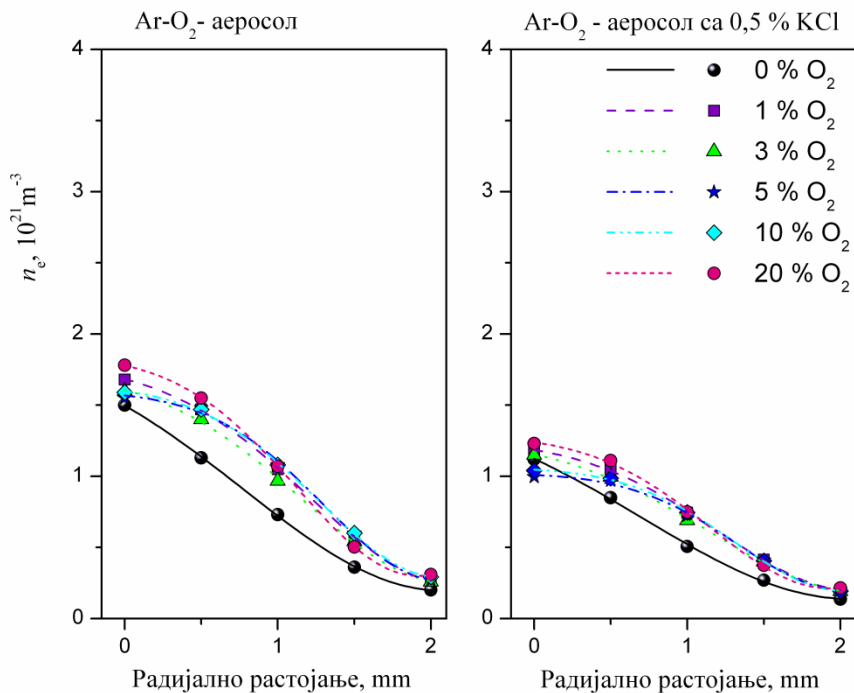 Ar-O₂- аеросол
Ar-O₂ - аеросол са 0,5 % KCl
nₑ, 10²¹m⁻³
4
3
2
1
0
0
1
2
Радијално растојање, mm
4
3
2
1
0
0 % O₂
1 % O₂
3 % O₂
5 % O₂
10 % O₂
20 % O₂
0
1
2
Радијално растојање, mm